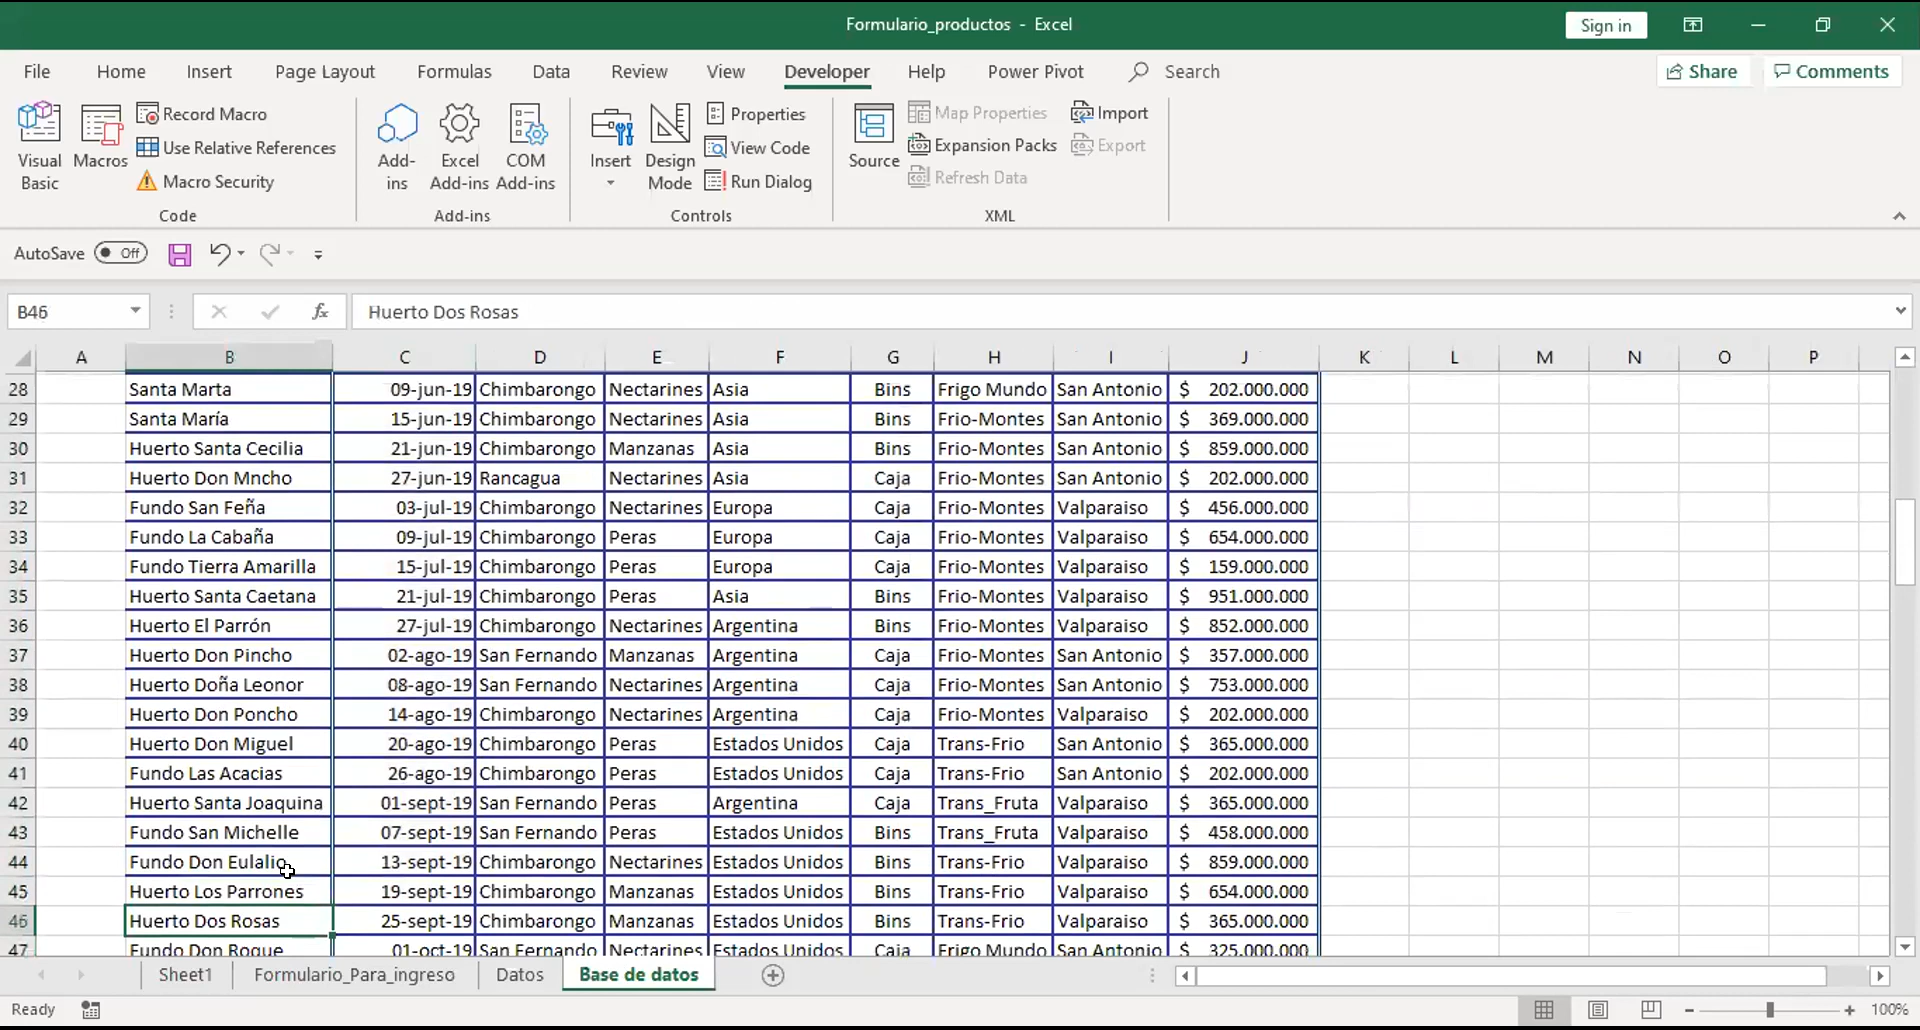 Formulario_productos - Excel
Sign in
File Home Insert Page Layout Formulas Data Review View Developer Help Power Pivot Search Share Comments
Visual Basic
Macros
Record Macro
Use Relative References
Macro Security
Code
Add-ins
Excel Add-ins
COM Add-ins
Add-ins
Insert
Design Mode
Properties
View Code
Run Dialog
Controls
Source
Map Properties
Expansion Packs
Refresh Data
Import
Export
XML
AutoSave Off
B46 fx Huerto Dos Rosas
A B C D E F G H I J K L M N O P
28 Santa Marta 09-jun-19 Chimbarongo Nectarines Asia Bins Frigo Mundo San Antonio $ 202.000.000
29 Santa María 15-jun-19 Chimbarongo Nectarines Asia Bins Frio-Montes San Antonio $ 369.000.000
30 Huerto Santa Cecilia 21-jun-19 Chimbarongo Manzanas Asia Bins Frio-Montes San Antonio $ 859.000.000
31 Huerto Don Mncho 27-jun-19 Rancagua Nectarines Asia Caja Frio-Montes San Antonio $ 202.000.000
32 Fundo San Feña 03-jul-19 Chimbarongo Nectarines Europa Caja Frio-Montes Valparaiso $ 456.000.000
33 Fundo La Cabaña 09-jul-19 Chimbarongo Peras Europa Caja Frio-Montes Valparaiso $ 654.000.000
34 Fundo Tierra Amarilla 15-jul-19 Chimbarongo Peras Europa Caja Frio-Montes Valparaiso $ 159.000.000
35 Huerto Santa Caetana 21-jul-19 Chimbarongo Peras Asia Bins Frio-Montes Valparaiso $ 951.000.000
36 Huerto El Parrón 27-jul-19 Chimbarongo Nectarines Argentina Bins Frio-Montes Valparaiso $ 852.000.000
37 Huerto Don Pincho 02-ago-19 San Fernando Manzanas Argentina Caja Frio-Montes San Antonio $ 357.000.000
38 Huerto Doña Leonor 08-ago-19 San Fernando Nectarines Argentina Caja Frio-Montes San Antonio $ 753.000.000
39 Huerto Don Poncho 14-ago-19 Chimbarongo Nectarines Argentina Caja Frio-Montes Valparaiso $ 202.000.000
40 Huerto Don Miguel 20-ago-19 Chimbarongo Peras Estados Unidos Caja Trans-Frio San Antonio $ 365.000.000
41 Fundo Las Acacias 26-ago-19 Chimbarongo Peras Estados Unidos Caja Trans-Frio San Antonio $ 202.000.000
42 Huerto Santa Joaquina 01-sept-19 San Fernando Peras Argentina Caja Trans_Fruta Valparaiso $ 365.000.000
43 Fundo San Michelle 07-sept-19 San Fernando Peras Estados Unidos Bins Trans_Fruta Valparaiso $ 458.000.000
44 Fundo Don Eulalio 13-sept-19 Chimbarongo Nectarines Estados Unidos Bins Trans-Frio Valparaiso $ 859.000.000
45 Huerto Los Parrones 19-sept-19 Chimbarongo Manzanas Estados Unidos Bins Trans-Frio Valparaiso $ 654.000.000
46 Huerto Dos Rosas 25-sept-19 Chimbarongo Manzanas Estados Unidos Bins Trans-Frio Valparaiso $ 365.000.000
47 Fundo Don Roque 01-oct-19 San Fernando Nectarines Estados Unidos Caja Frigo Mundo San Antonio $ 325.000.000
Sheet1 Formulario_Para_ingreso Datos Base de datos
Ready 100%